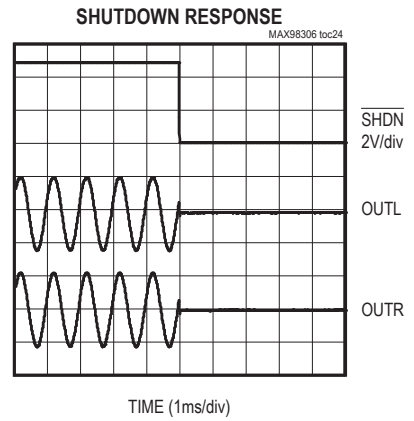 SHUTDOWN RESPONSE
MAX98306 toc24
SHDN
2V/div
OUTL
OUTR
TIME (1ms/div)